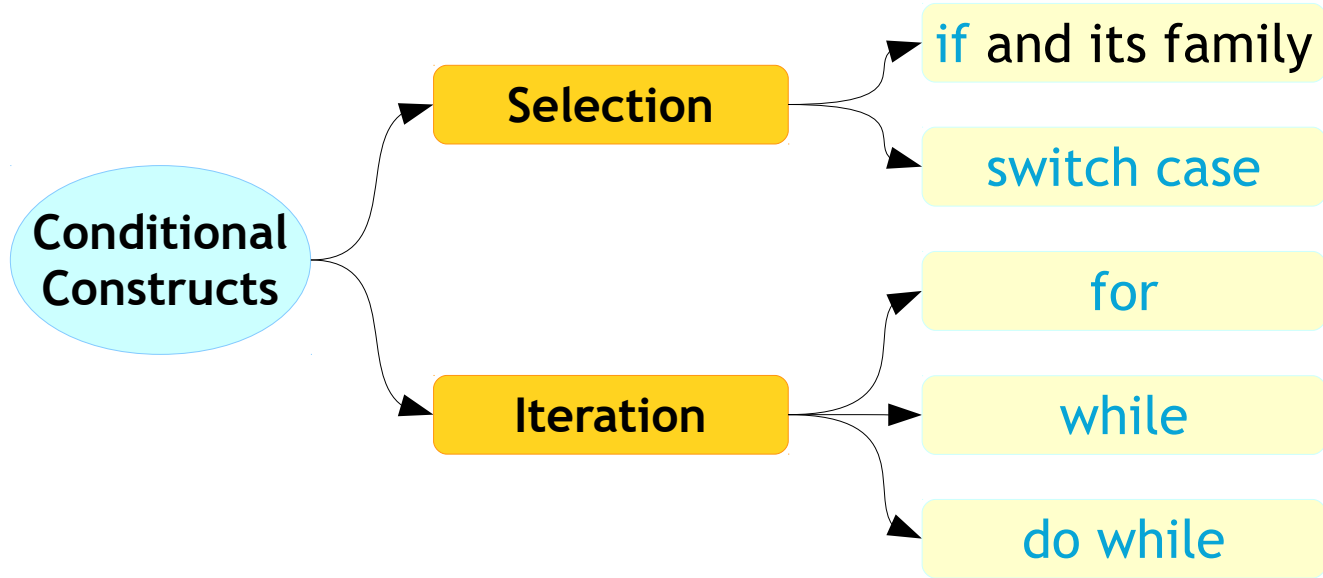 Conditional
Constructs
Selection
if and its family
switch case
Iteration
for
while
do while